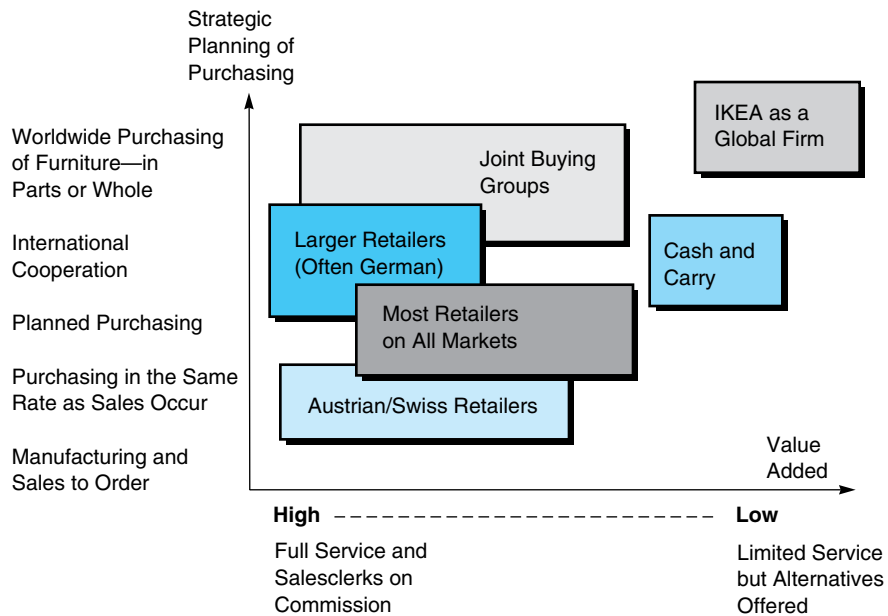 Strategic
Planning of
Purchasing
Worldwide Purchasing
of Furniture—in
Parts or Whole
International
Cooperation
Planned Purchasing
Purchasing in the Same
Rate as Sales Occur
Manufacturing and
Sales to Order
IKEA as a
Global Firm
Joint Buying
Groups
Larger Retailers
(Often German)
Cash and
Carry
Most Retailers
on All Markets
Austrian/Swiss Retailers
Value
Added
High
Low
Full Service and
Salesclerks on
Commission
Limited Service
but Alternatives
Offered